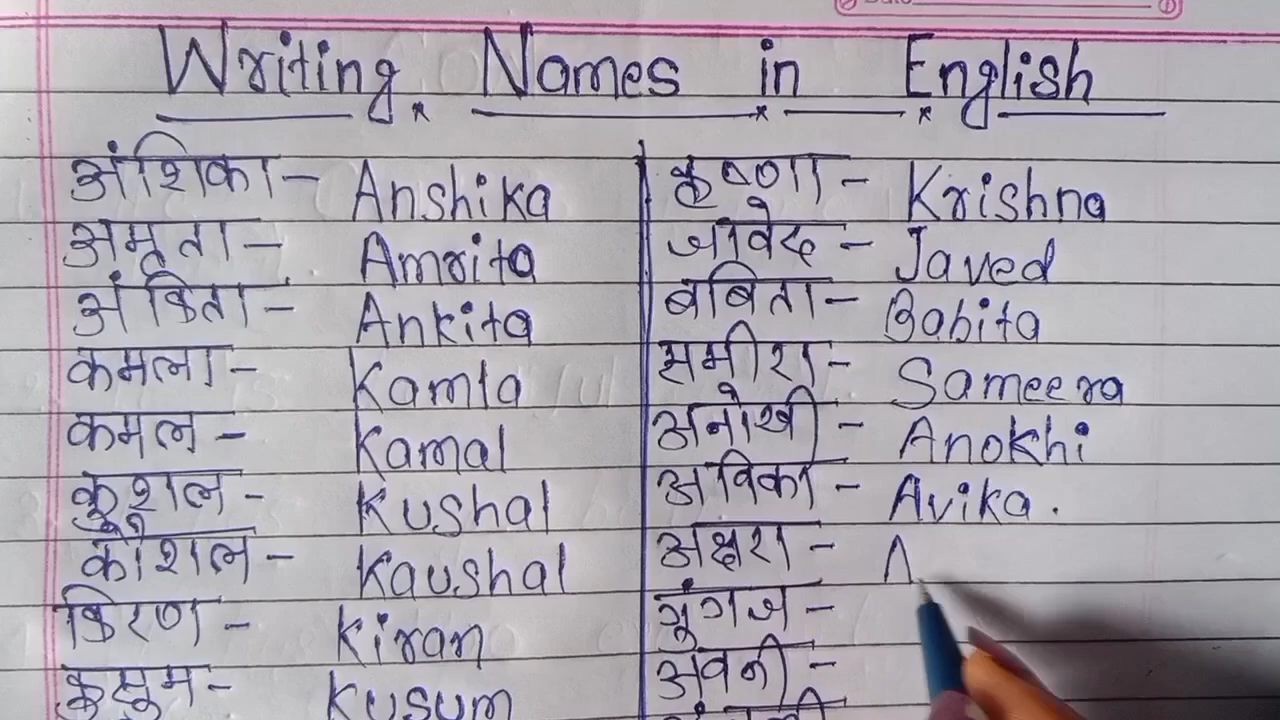 Writing Names in English
अंशिका - Anshika
अमृता - Amrita
अंकिता - Ankita
कमला - Kamla
कमल - Kamal
कुशल - Kushal
कौशल - Kaushal
किरण - Kiran
कुसुम - Kusum
कृष्णा - Krishna
जावेद - Javed
बबिता - Babita
समीरा - Sameera
अनोखी - Anokhi
अविका - Avika.
अक्षरा - A
गुंगज -
अवनी -